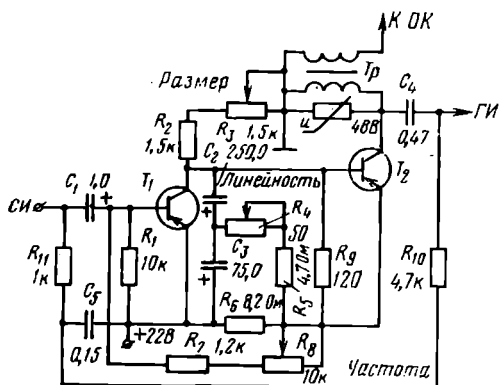 К ОК
Тр
Размер
R3 1,5к
R2
1,5к
и
48В
C4
0,47
ГИ
C2
250,0
C1
1,0
+
T1
T2
СИ
+
Линейность
R4
50
C3
75,0
+
R11
1к
R1
10к
4,7Ом
R5
R9
120
R10
4,7к
C5
0,15
+22В
R6 8,2Ом
R7
1,2к
R8
10к
Частота